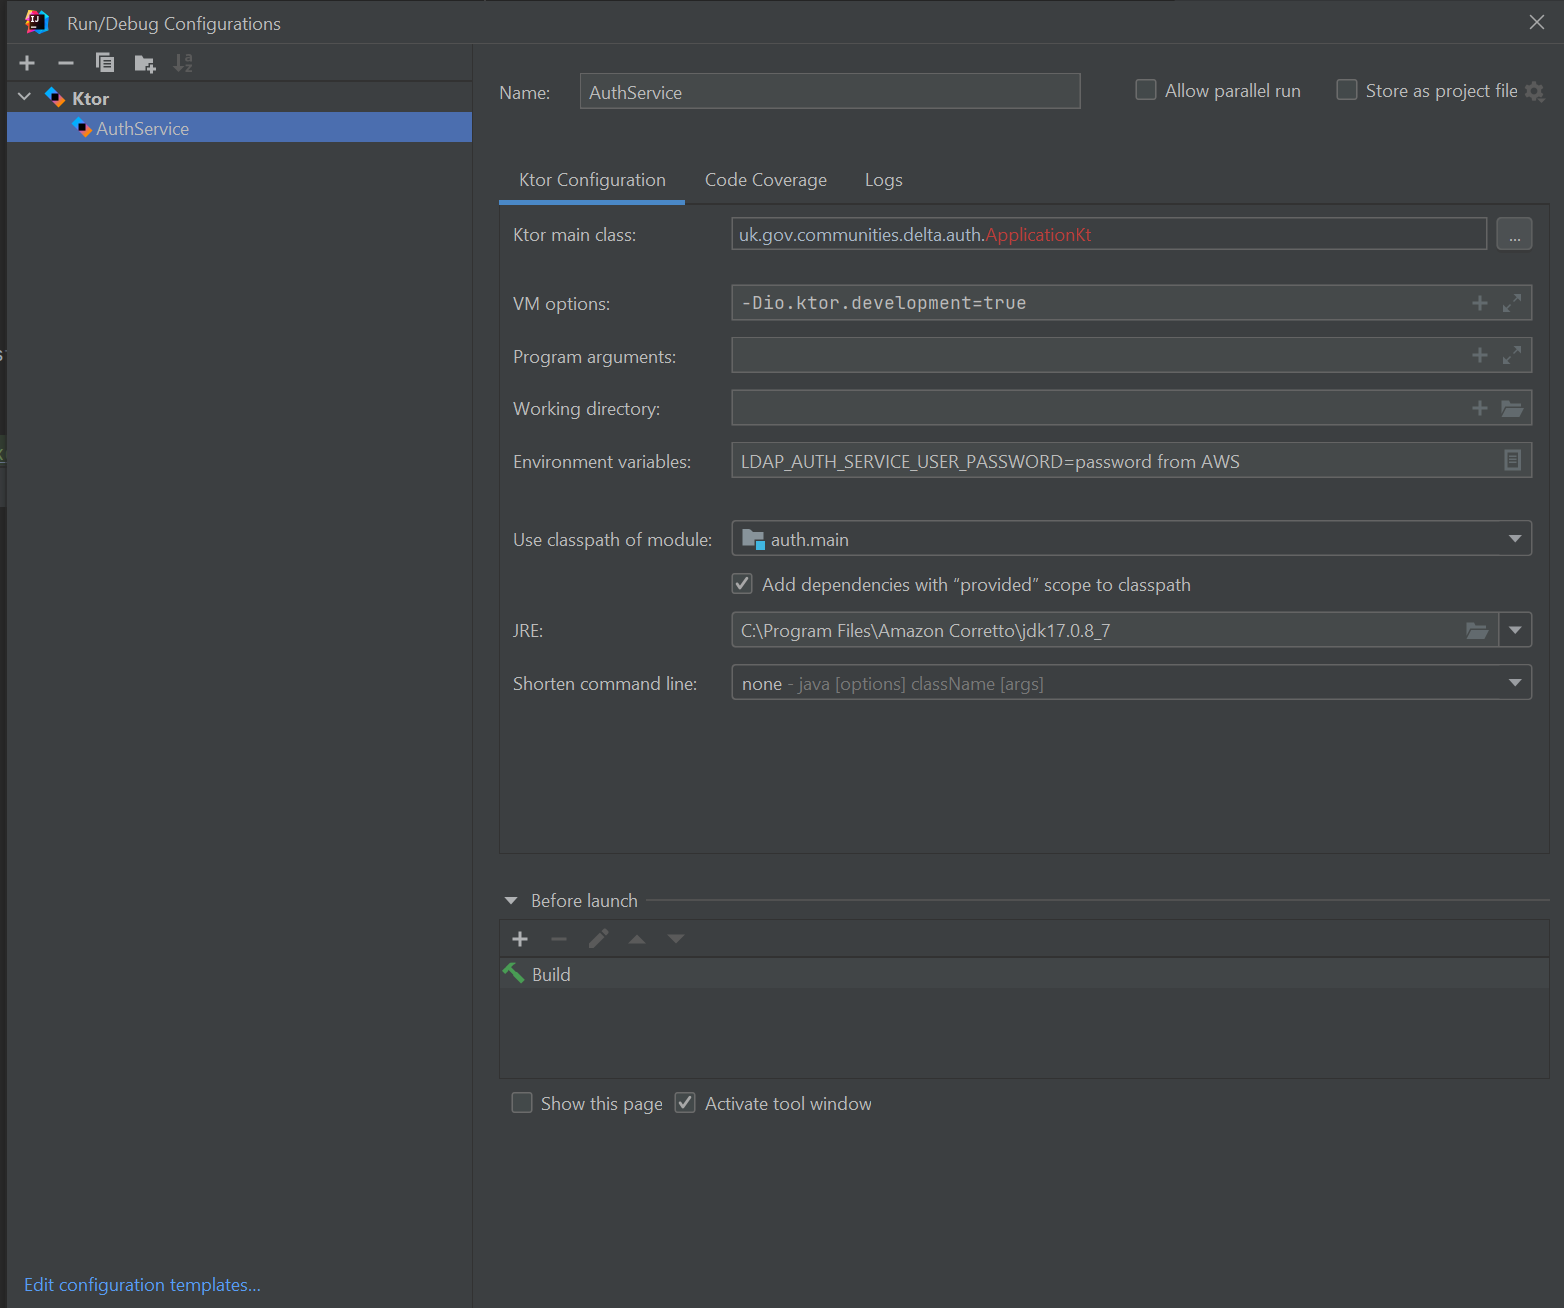 Run/Debug Configurations
Ktor
AuthService
Edit configuration templates...
Name:
AuthService
Allow parallel run
Store as project file
Ktor Configuration
Code Coverage
Logs
Ktor main class:
uk.gov.communities.delta.auth.ApplicationKt
...
VM options:
-Dio.ktor.development=true
Program arguments:
Working directory:
Environment variables:
LDAP_AUTH_SERVICE_USER_PASSWORD=password from AWS
Use classpath of module:
auth.main
Add dependencies with “provided” scope to classpath
JRE:
C:\Program Files\Amazon Corretto\jdk17.0.8_7
Shorten command line:
none - java [options] className [args]
Before launch
Build
Show this page
Activate tool window